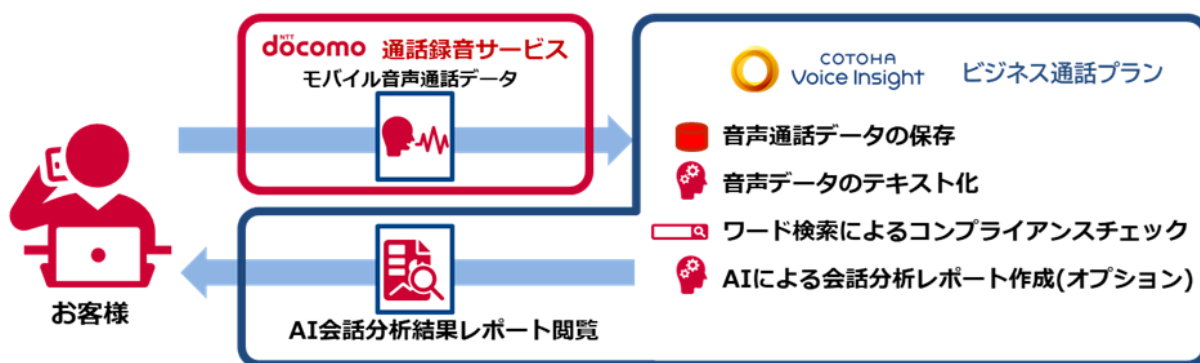 NTT
döcomo 通話録音サービス
モバイル音声通話データ
お客様
COTOHA
Voice Insight ビジネス通話プラン
音声通話データの保存
音声データのテキスト化
ワード検索によるコンプライアンスチェック
AIによる会話分析レポート作成(オプション)
AI会話分析結果レポート閲覧